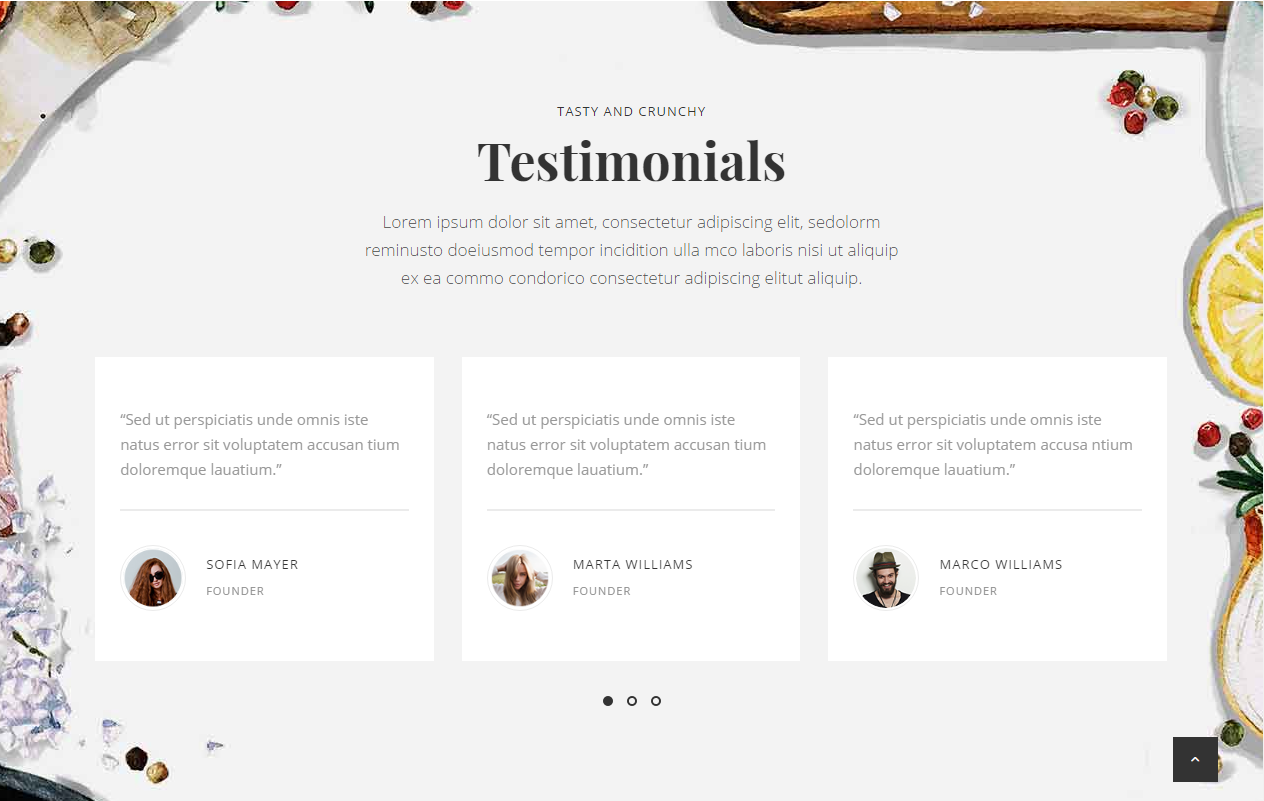 TASTY AND CRUNCHY
Testimonials
Lorem ipsum dolor sit amet, consectetur adipiscing elit, sedolorm
reminusto doeiusmod tempor incidition ulla mco laboris nisi ut aliquip
ex ea commo condorico consectetur adipiscing elitut aliquip.
“Sed ut perspiciatis unde omnis iste
natus error sit voluptatem accusan tium
doloremque lauatium.”
SOFIA MAYER
FOUNDER
“Sed ut perspiciatis unde omnis iste
natus error sit voluptatem accusan tium
doloremque lauatium.”
MARTA WILLIAMS
FOUNDER
“Sed ut perspiciatis unde omnis iste
natus error sit voluptatem accusa ntium
doloremque lauatium.”
MARCO WILLIAMS
FOUNDER